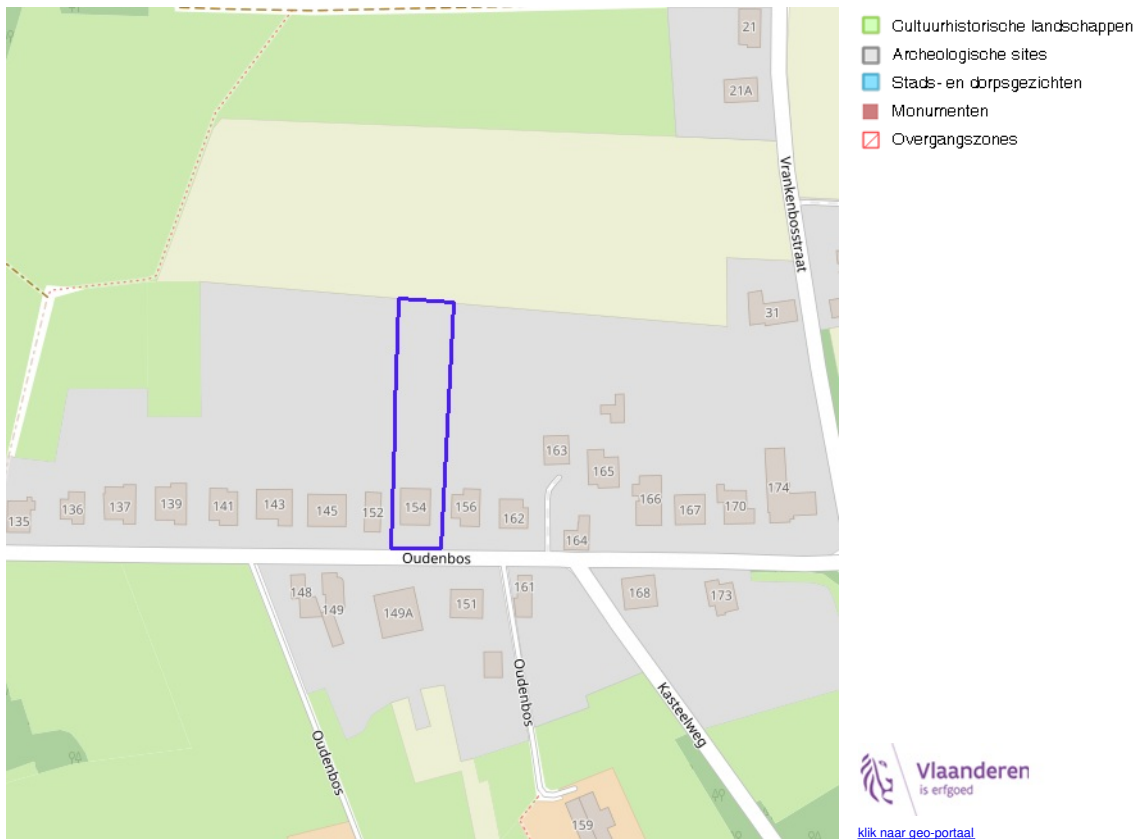 21
21A
Vrankenbosstraat
31
163
165
166
167
170
174
135
136
137
139
141
143
145
152
154
156
162
164
Oudenbos
148
149
149A
151
161
168
173
Oudenbos
Oudenbos
Kasteelweg
159
Cultuurhistorische landschappen
Archeologische sites
Stads- en dorpsgezichten
Monumenten
Overgangszones
Vlaanderen
is erfgoed
klik naar geo-portaal